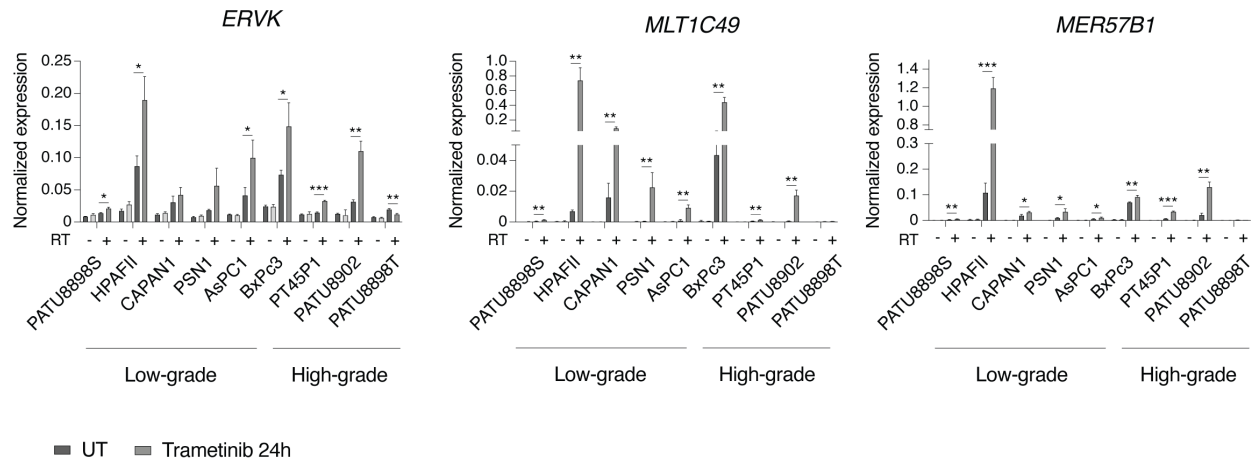 ERVK
Normalized expression
0.25
0.20
0.15
0.10
0.05
0
* * * * * *** ** **
RT - + - + - + - + - + - + - + - + - +
PATU8898S HPAFII CAPAN1 PSN1 AsPC1 BxPc3 PT45P1 PATU8902 PATU8898T
Low-grade High-grade
MLT1C49
Normalized expression
1.0
0.8
0.6
0.4
0.2
0.04
0.02
0.00
** ** ** ** ** ** ** **
RT - + - + - + - + - + - + - + - + - +
PATU8898S HPAFII CAPAN1 PSN1 AsPC1 BxPc3 PT45P1 PATU8902 PATU8898T
Low-grade High-grade
MER57B1
Normalized expression
1.4
1.2
1.0
0.8
0.6
0.4
0.3
0.2
0.1
0
** *** * * * ** ** **
RT - + - + - + - + - + - + - + - + - +
PATU8898S HPAFII CAPAN1 PSN1 AsPC1 BxPc3 PT45P1 PATU8902 PATU8898T
Low-grade High-grade
UT Trametinib 24h